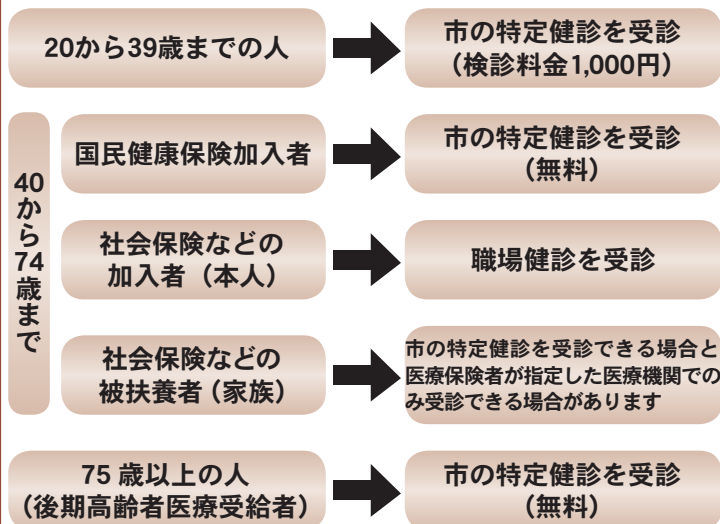 20から39歳までの人
市の特定健診を受診
（検診料金1,000円）
40から74歳まで
国民健康保険加入者
市の特定健診を受診
（無料）
社会保険などの
加入者（本人）
職場健診を受診
社会保険などの
被扶養者（家族）
市の特定健診を受診できる場合と
医療保険者が指定した医療機関での
み受診できる場合があります
75歳以上の人
（後期高齢者医療受給者）
市の特定健診を受診
（無料）